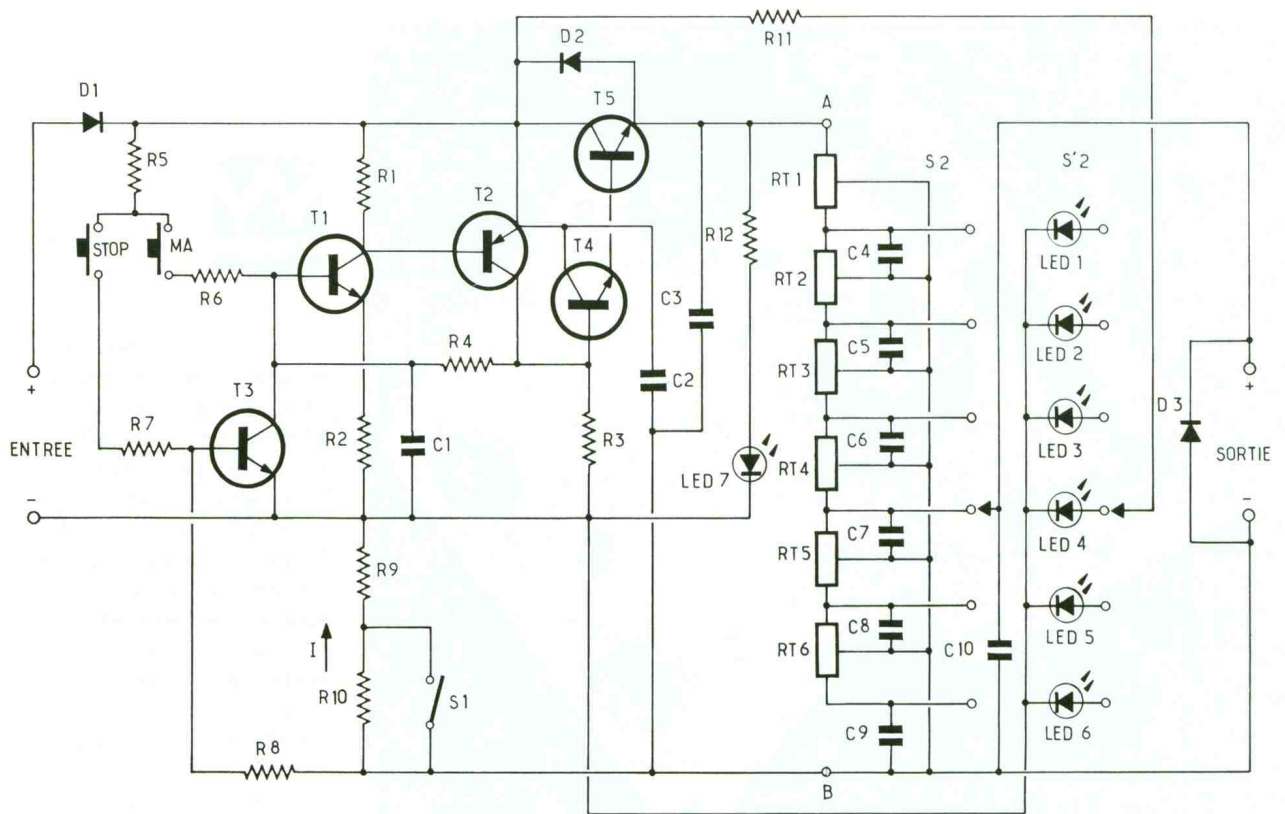 R11
D2
D1
T5
A
R5
R1
S2
S'2
RT1
T2
T1
R12
STOP
MA
T4
C4
LED 1
R6
RT2
C3
LED 2
R4
C5
RT3
C2
+
T3
D3
+
LED 3
R7
R2
C1
R3
C6
ENTREE
RT4
SORTIE
LED 7
−
−
C7
LED 4
R9
RT5
LED 5
C8
I
C10
RT6
R10
S1
LED 6
C9
R8
B